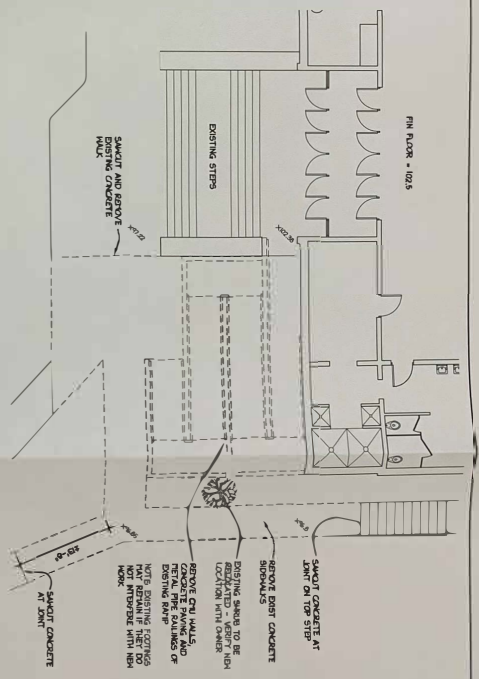 FIN FLOOR = 102.5
EXISTING STEPS
SAWCUT AND REMOVE
EXISTING CONCRETE
WALK
SAWCUT CONCRETE AT
JOINT ON TOP STEP
REMOVE EXIST CONCRETE
SIDEWALKS
EXISTING SHRUB TO BE
RELOCATED - VERIFY NEW
LOCATION WITH OWNER
REMOVE CMU WALLS,
CONCRETE PAVING AND
METAL PIPE RAILINGS OF
EXISTING RAMP
NOTE: EXISTING FOOTINGS
MAY REMAIN IF THEY DO
NOT INTERFERE WITH NEW
WORK
SAWCUT CONCRETE
AT JOINT